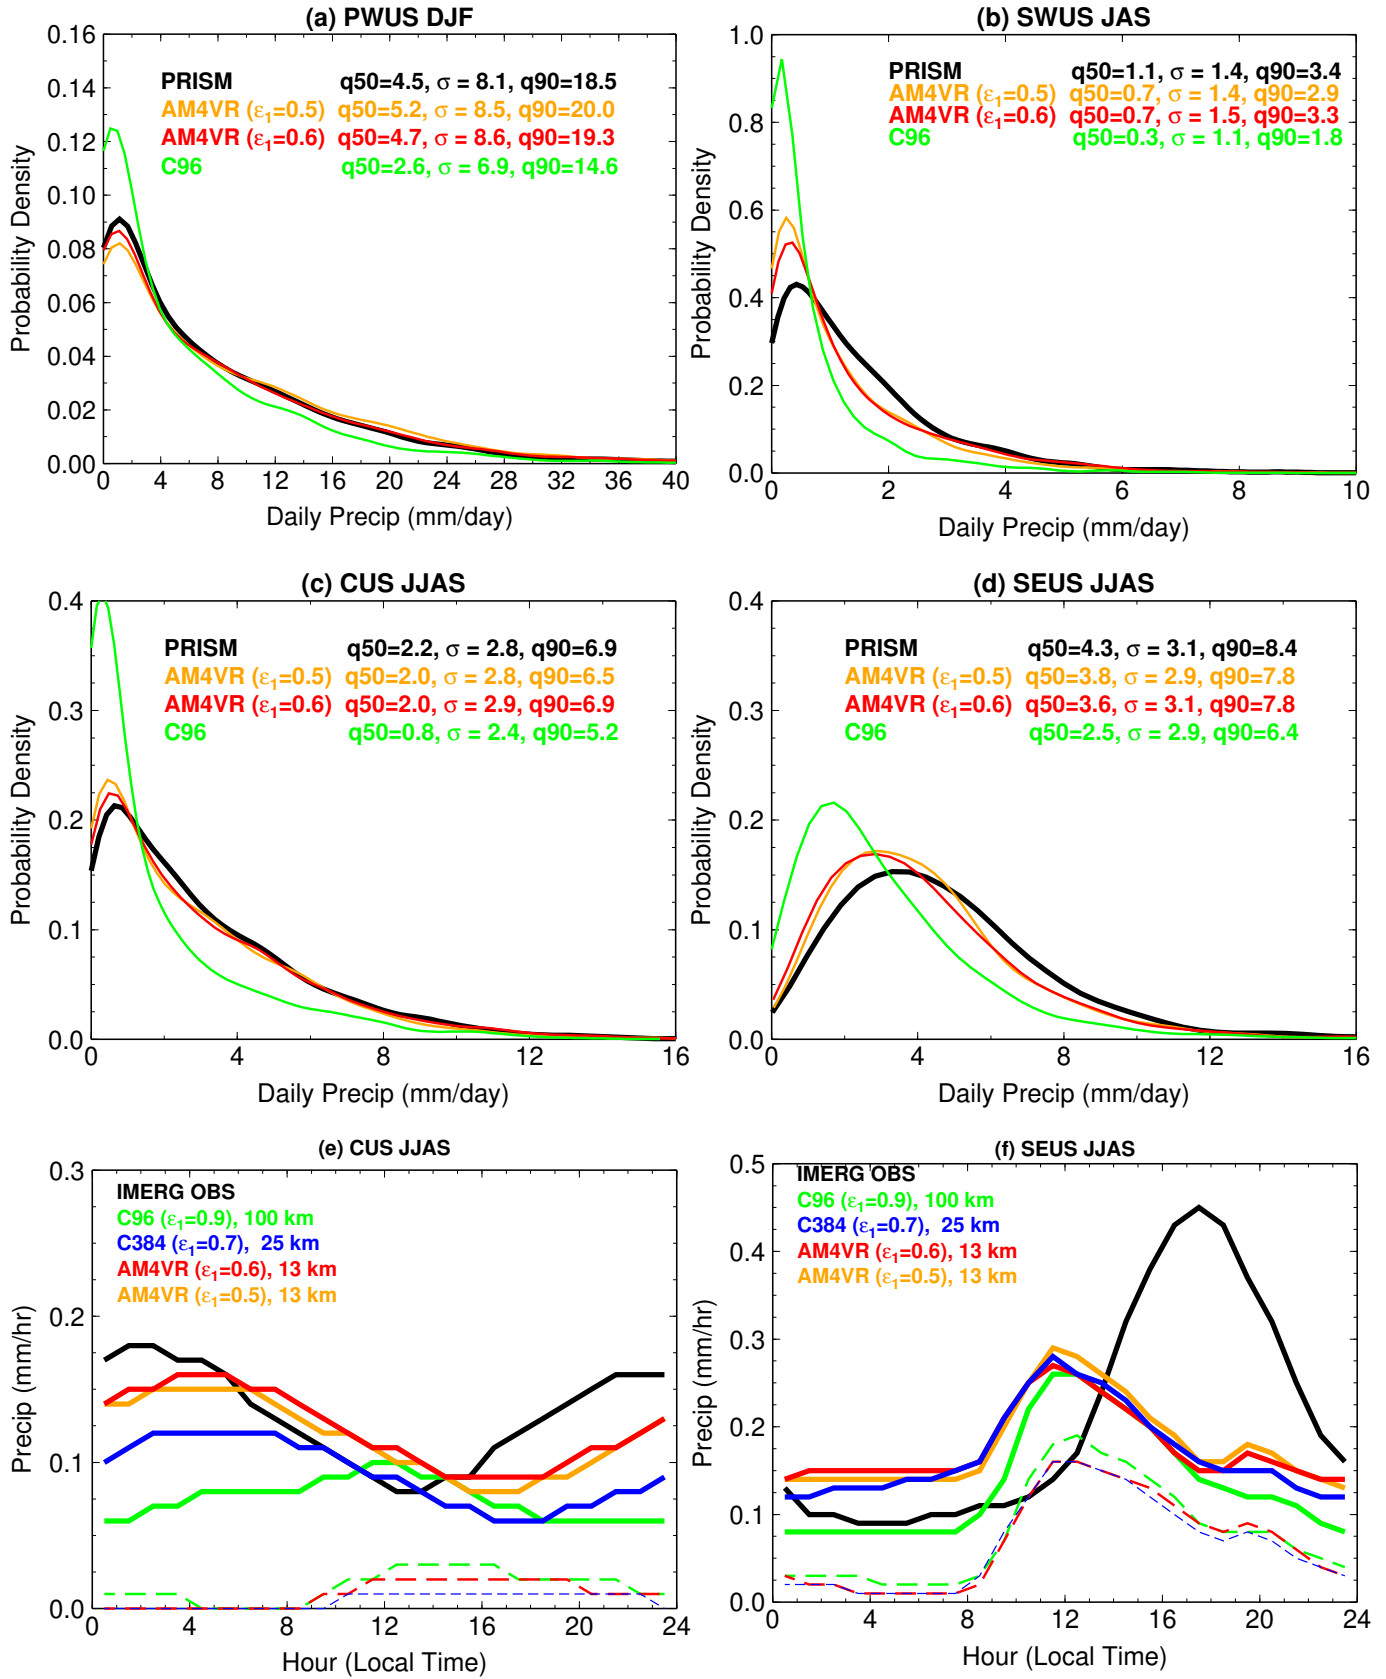 (a) PWUS DJF
PRISM q50=4.5, σ = 8.1, q90=18.5
AM4VR (ε1=0.5) q50=5.2, σ = 8.5, q90=20.0
AM4VR (ε1=0.6) q50=4.7, σ = 8.6, q90=19.3
C96 q50=2.6, σ = 6.9, q90=14.6
Probability Density
0.16
0.14
0.12
0.10
0.08
0.06
0.04
0.02
0.00
0 4 8 12 16 20 24 28 32 36 40
Daily Precip (mm/day)
(b) SWUS JAS
PRISM q50=1.1, σ = 1.4, q90=3.4
AM4VR (ε1=0.5) q50=0.7, σ = 1.4, q90=2.9
AM4VR (ε1=0.6) q50=0.7, σ = 1.5, q90=3.3
C96 q50=0.3, σ = 1.1, q90=1.8
Probability Density
1.0
0.8
0.6
0.4
0.2
0.0
0 2 4 6 8 10
Daily Precip (mm/day)
(c) CUS JJAS
PRISM q50=2.2, σ = 2.8, q90=6.9
AM4VR (ε1=0.5) q50=2.0, σ = 2.8, q90=6.5
AM4VR (ε1=0.6) q50=2.0, σ = 2.9, q90=6.9
C96 q50=0.8, σ = 2.4, q90=5.2
Probability Density
0.4
0.3
0.2
0.1
0.0
0 4 8 12 16
Daily Precip (mm/day)
(d) SEUS JJAS
PRISM q50=4.3, σ = 3.1, q90=8.4
AM4VR (ε1=0.5) q50=3.8, σ = 2.9, q90=7.8
AM4VR (ε1=0.6) q50=3.6, σ = 3.1, q90=7.8
C96 q50=2.5, σ = 2.9, q90=6.4
Probability Density
0.4
0.3
0.2
0.1
0.0
0 4 8 12 16
Daily Precip (mm/day)
(e) CUS JJAS
IMERG OBS
C96 (ε1=0.9), 100 km
C384 (ε1=0.7), 25 km
AM4VR (ε1=0.6), 13 km
AM4VR (ε1=0.5), 13 km
Precip (mm/hr)
0.3
0.2
0.1
0.0
0 4 8 12 16 20 24
Hour (Local Time)
(f) SEUS JJAS
IMERG OBS
C96 (ε1=0.9), 100 km
C384 (ε1=0.7), 25 km
AM4VR (ε1=0.6), 13 km
AM4VR (ε1=0.5), 13 km
Precip (mm/hr)
0.5
0.4
0.3
0.2
0.1
0.0
0 4 8 12 16 20 24
Hour (Local Time)